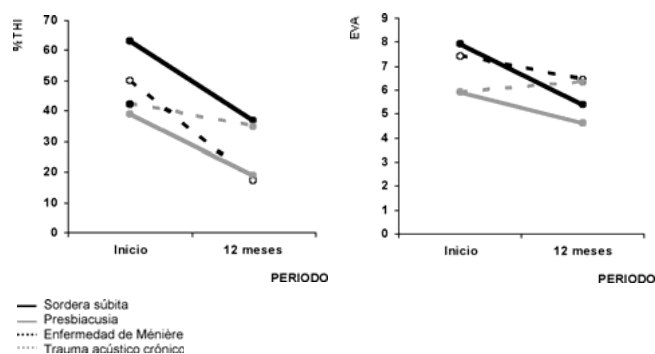 %THI
70
60
50
40
30
20
10
0
Inicio
12 meses
PERIODO
EVA
9
8
7
6
5
4
3
2
1
0
Inicio
12 meses
PERIODO
Sordera súbita
Presbiacusia
Enfermedad de Ménière
Trauma acústico crónico